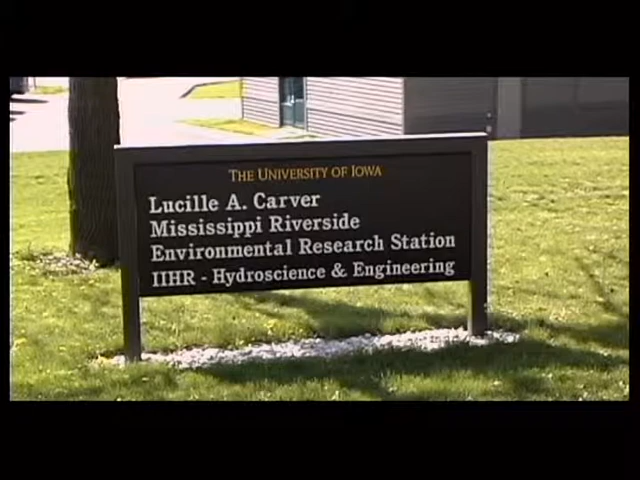 The University of Iowa
Lucille A. Carver
Mississippi Riverside
Environmental Research Station
IIHR - Hydroscience & Engineering